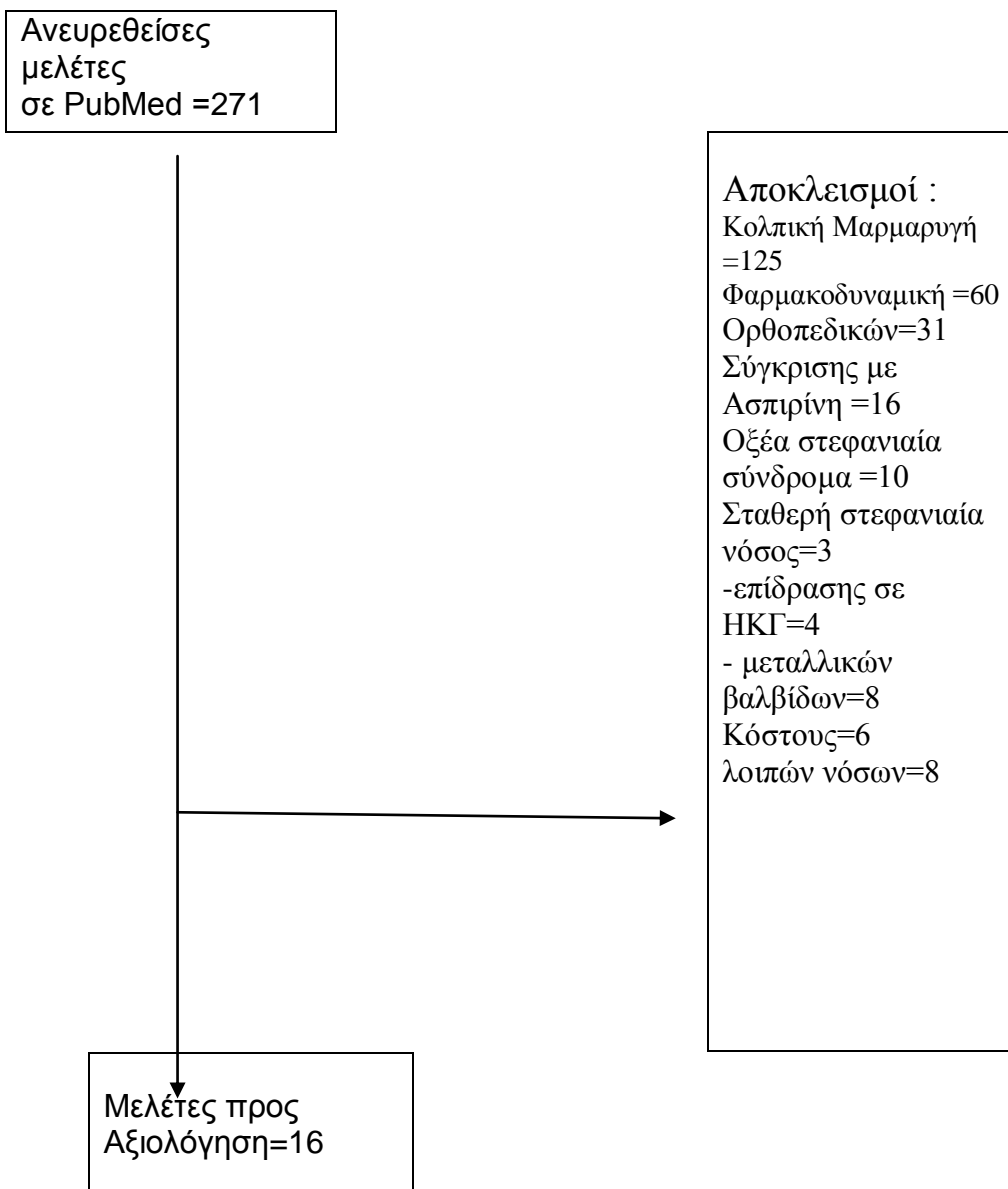 Ανευρεθείσες
μελέτες
σε PubMed =271
Αποκλεισμοί :
Κολπική Μαρμαρυγή
=125
Φαρμακοδυναμική =60
Ορθοπεδικών=31
Σύγκρισης με
Ασπιρίνη =16
Οξέα στεφανιαία
σύνδρομα =10
Σταθερή στεφανιαία
νόσος=3
-επίδρασης σε
ΗΚΓ=4
- μεταλλικών
βαλβίδων=8
Κόστους=6
λοιπών νόσων=8
Μελέτες προς
Αξιολόγηση=16